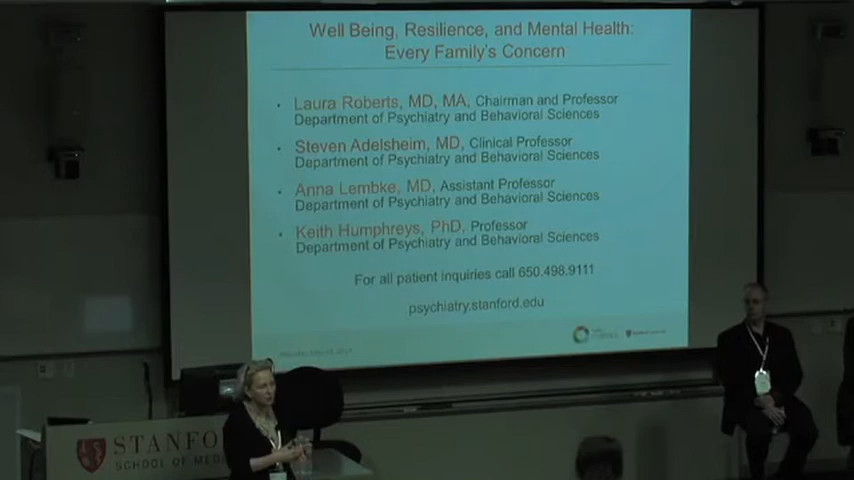 Well Being, Resilience, and Mental Health:
Every Family's Concern
• Laura Roberts, MD, MA, Chairman and Professor
Department of Psychiatry and Behavioral Sciences
• Steven Adelsheim, MD, Clinical Professor
Department of Psychiatry and Behavioral Sciences
• Anna Lembke, MD, Assistant Professor
Department of Psychiatry and Behavioral Sciences
• Keith Humphreys, PhD, Professor
Department of Psychiatry and Behavioral Sciences
For all patient inquiries call 650.498.9111
psychiatry.stanford.edu
STANFO
SCHOOL OF MED